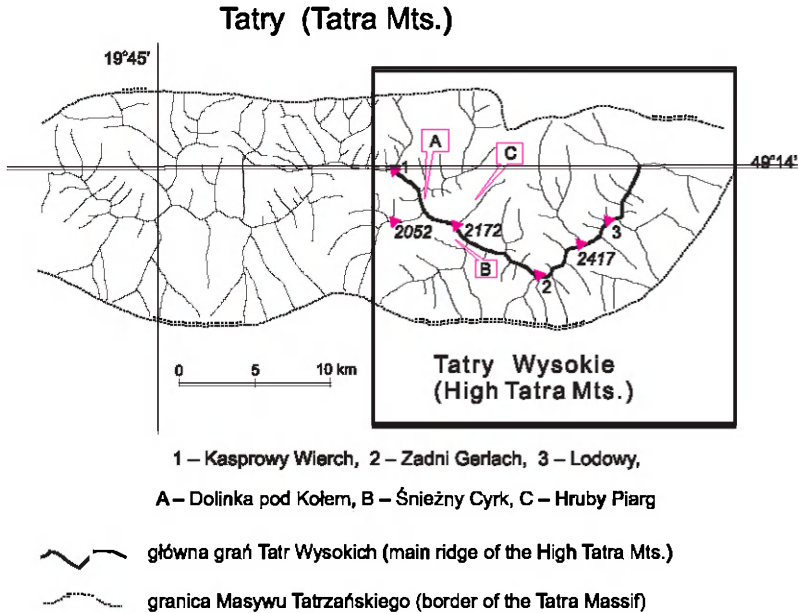 Tatry (Tatra Mts.)
19°45'
A
C
1
49°14'
2052
2172
3
B
2417
2
0 5 10 km
Tatry Wysokie
(High Tatra Mts.)
1 – Kasprowy Wierch, 2 – Zadni Gerlach, 3 – Lodowy,
A – Dolinka pod Kołem, B – Śnieżny Cyrk, C – Hruby Piarg
główna grań Tatr Wysokich (main ridge of the High Tatra Mts.)
granica Masywu Tatrzańskiego (border of the Tatra Massif)